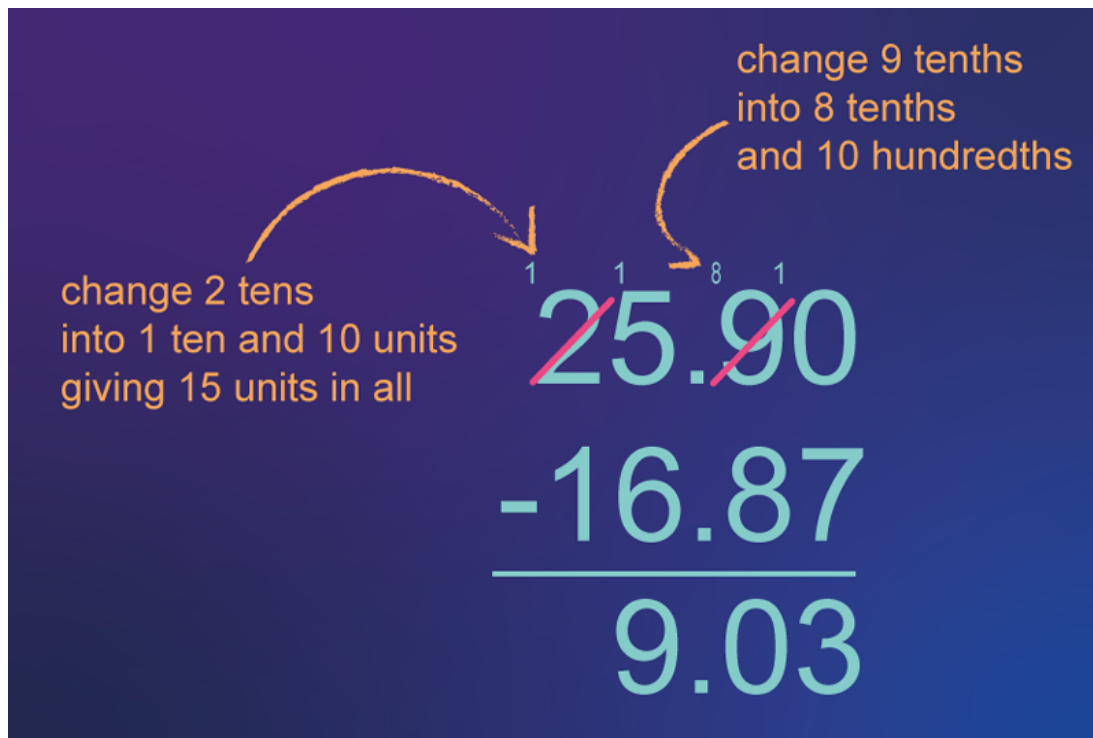 change 9 tenths
into 8 tenths
and 10 hundredths
change 2 tens
into 1 ten and 10 units
giving 15 units in all
1 1 8 1
25.90
-16.87
9.03